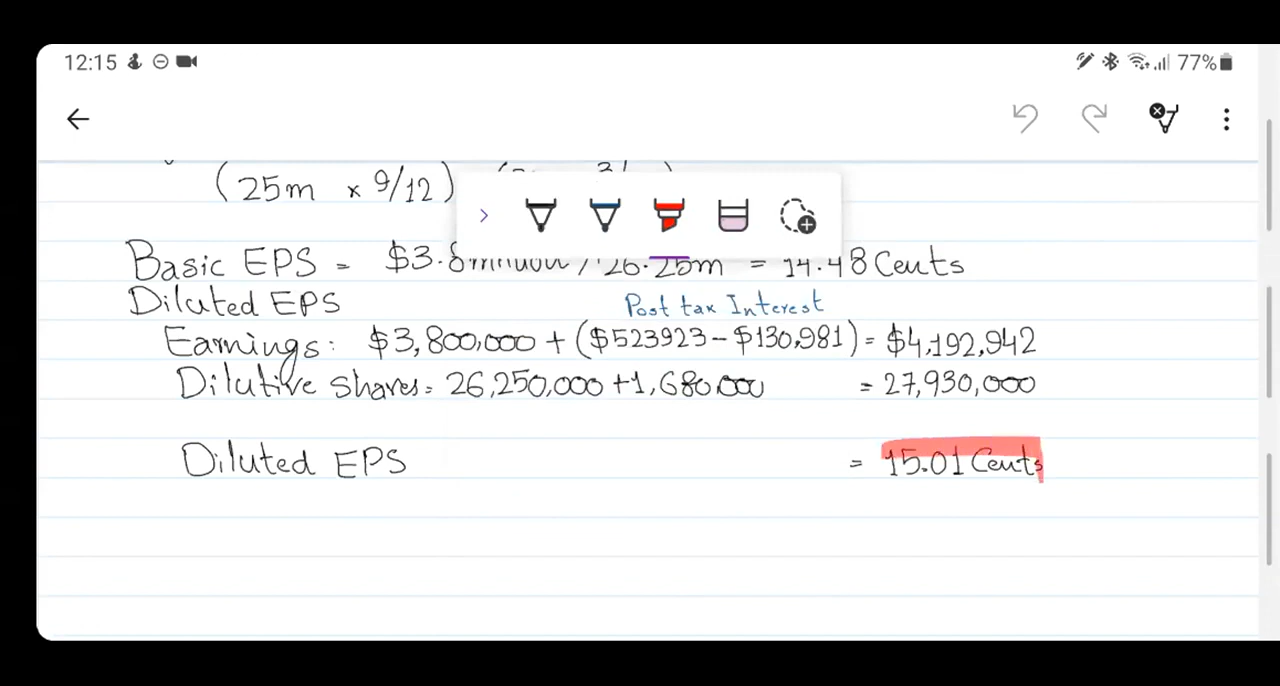 12:15 77%
(25m x 9/12)
Basic EPS = $3.8 million / 26.25m = 14.48 Cents
Diluted EPS Post tax Interest
Earnings: $3,800,000 + ($523923 - $130,981) = $4,192,942
Dilutive Shares = 26,250,000 + 1,680,000 = 27,930,000
Diluted EPS = 15.01 Cents